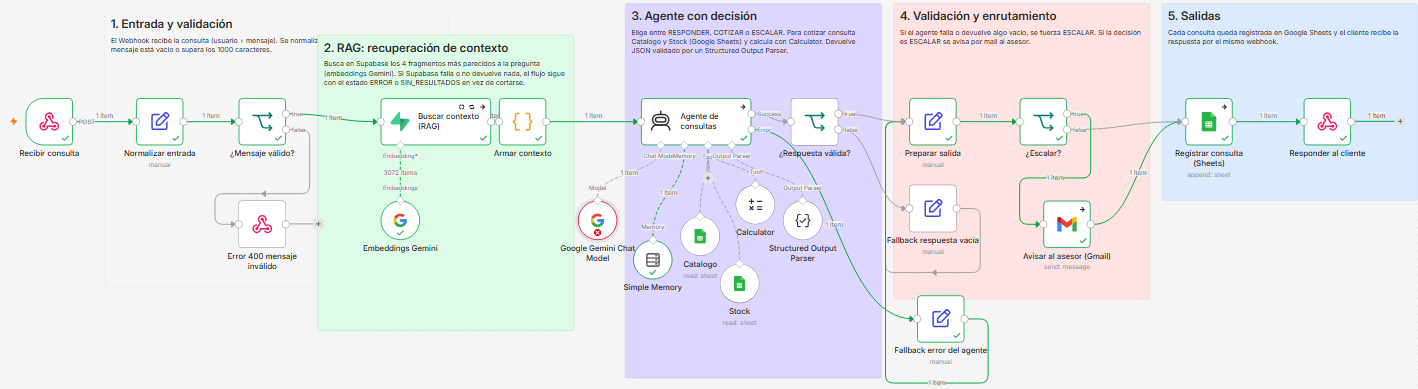 1. Entrada y validación
El Webhook recibe la consulta (usuario + mensaje). Se normaliz
mensaje está vacío o supera los 1000 caracteres.
2. RAG: recuperación de contexto
Busca en Supabase los 4 fragmentos más parecidos a la pregunta
(embeddings Gemini). Si Supabase falla o no devuelve nada, el flujo sigue
con el estado ERROR o SIN_RESULTADOS en vez de cortarse.
3. Agente con decisión
Elige entre RESPONDER, COTIZAR o ESCALAR. Para cotizar consulta
Catalogo y Stock (Google Sheets) y calcula con Calculator. Devuelve
JSON validado por un Structured Output Parser.
4. Validación y enrutamiento
Si el agente falla o devuelve algo vacío, se fuerza ESCALAR. Si la decisión
es ESCALAR se avisa por mail al asesor.
5. Salidas
Cada consulta queda registrada en Google Sheets y el cliente recibe la
respuesta por el mismo webhook.
POST
1 item
Recibir consulta
Normalizar entrada
manual
1 item
¿Mensaje válido?
true
false
1 item
Error 400 mensaje
inválido
Buscar contexto
(RAG)
Embedding*
3072 items
Embeddings
Embeddings Gemini
Armar contexto
1 item
Agente de
consultas
Success
Error
Chat Model
Memory
Tool
Output Parser
1 item
Model
Google Gemini Chat
Model
1 item
Memory
Simple Memory
Catalogo
read: sheet
Stock
read: sheet
Tool
Calculator
Output Parser
Structured Output
Parser
1 item
¿Respuesta válida?
true
false
Preparar salida
manual
1 item
Fallback respuesta vacia
manual
Fallback error del agente
manual
1 item
¿Escalar?
true
false
1 item
Avisar al asesor (Gmail)
send: message
1 item
Registrar consulta
(Sheets)
append: sheet
1 item
Responder al cliente
1 item